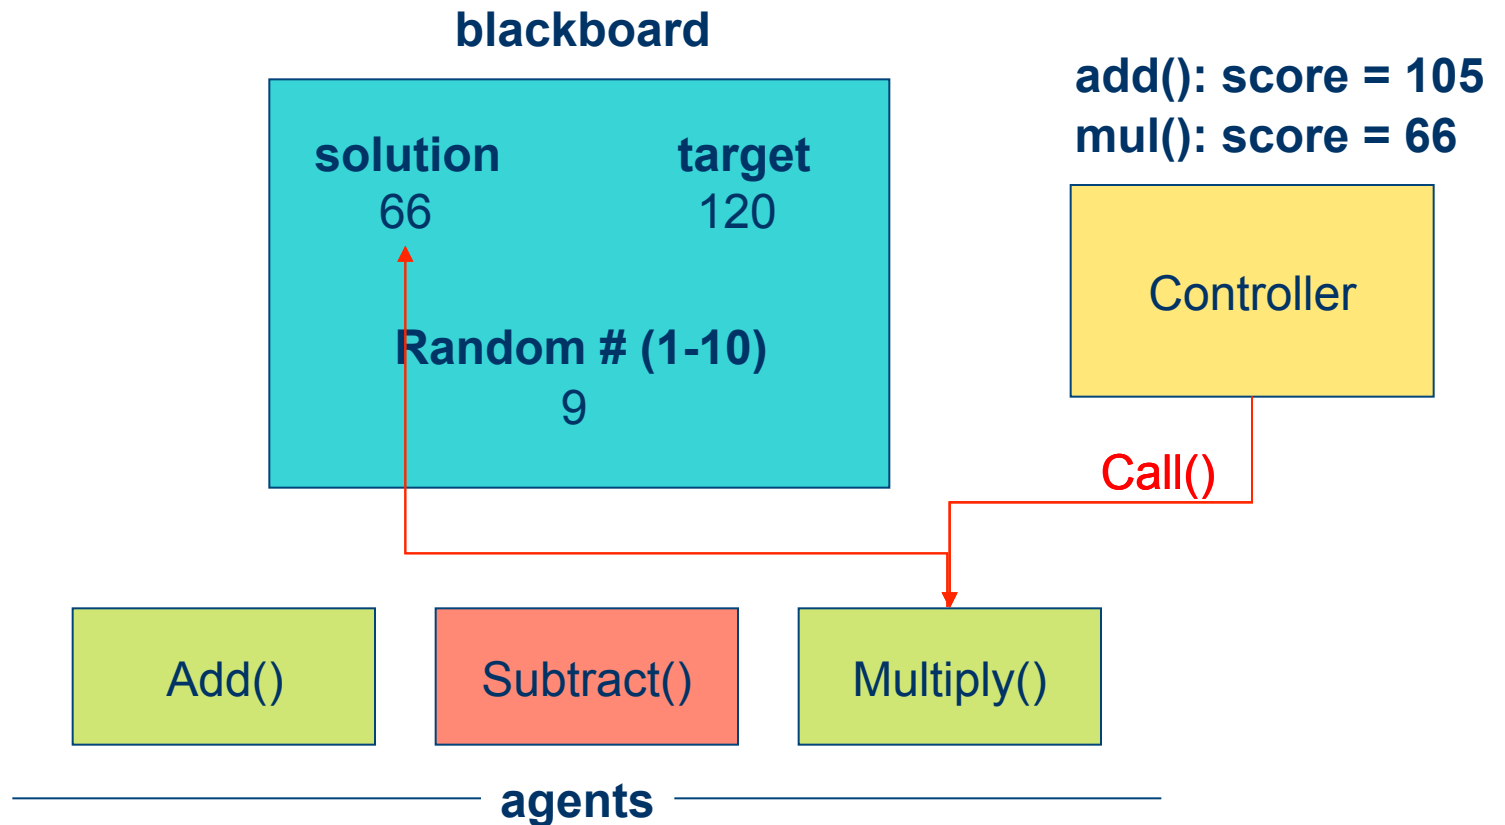 blackboard
add(): score = 105
mul(): score = 66
solution
target
66
120
Controller
Random # (1-10)
9
Call()
Add()
Subtract()
Multiply()
agents